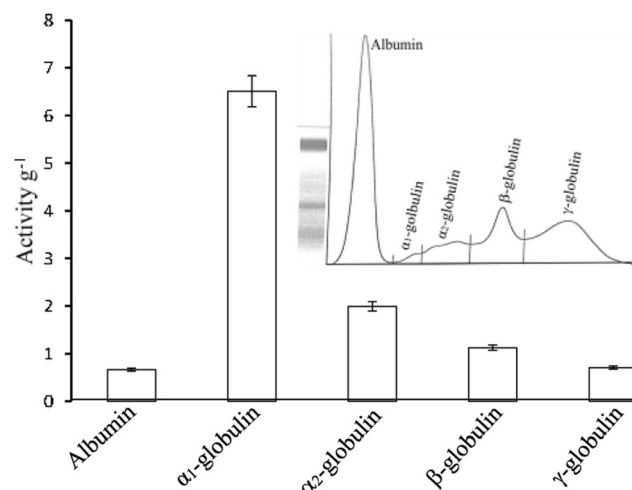 Activity g⁻¹
8
7
6
5
4
3
2
1
0
Albumin
α₁-golbulin
α₂-globulin
β-globulin
γ-globulin
Albumin
α₁-globulin
α₂-globulin
β-globulin
γ-globulin